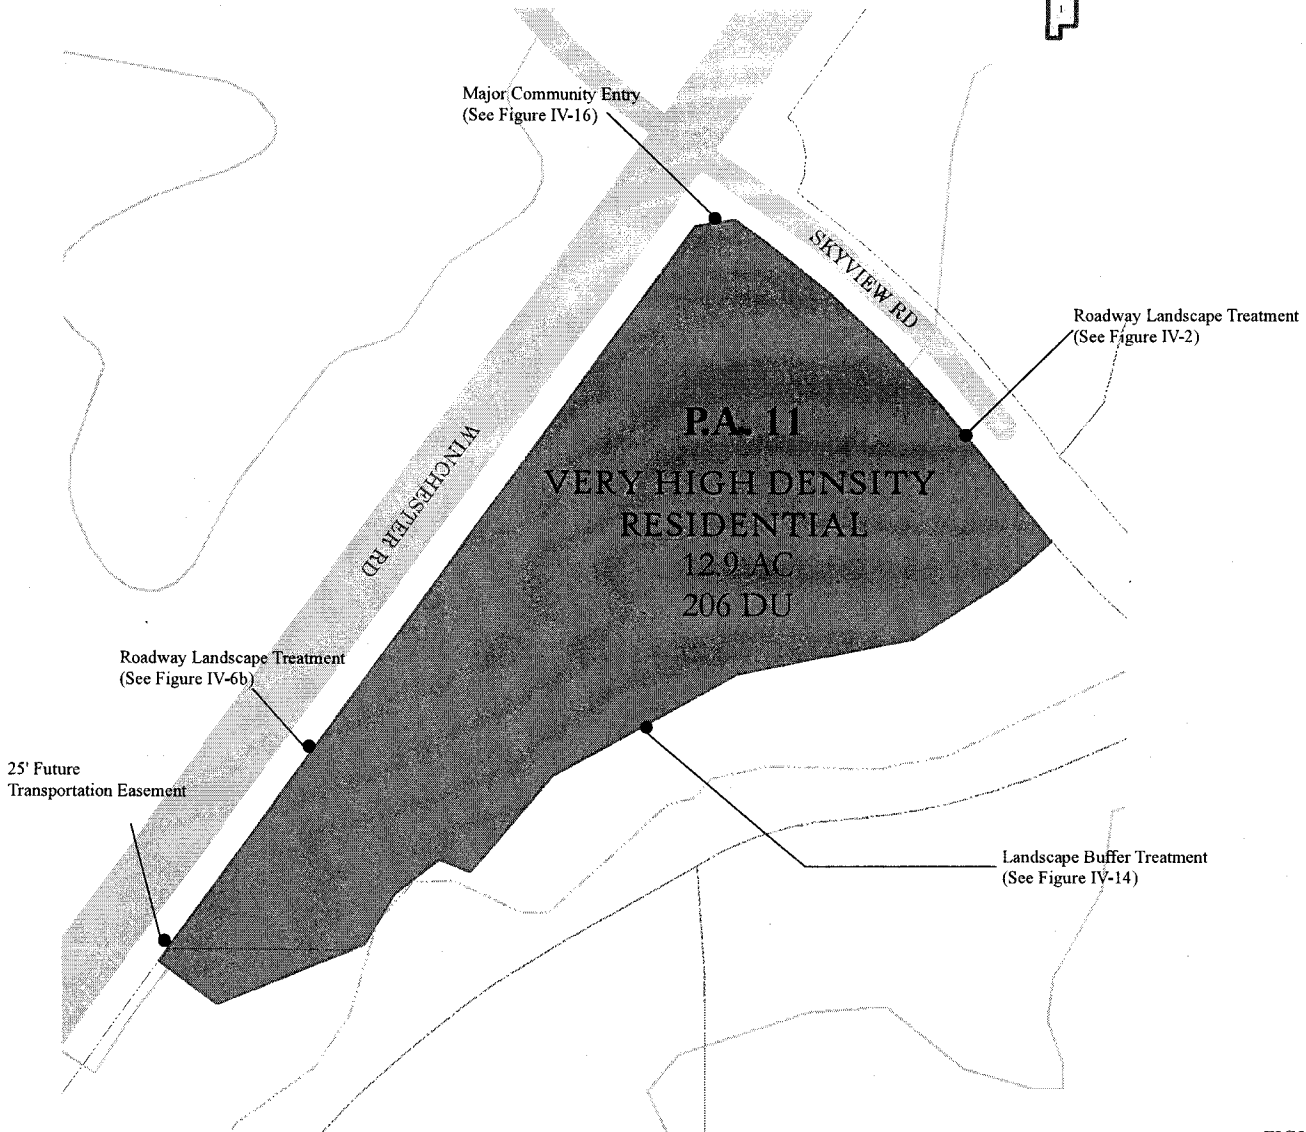 1
Major Community Entry
(See Figure IV-16)
SKYVIEW RD
Roadway Landscape Treatment
(See Figure IV-2)
P.A. 11
VERY HIGH DENSITY
RESIDENTIAL
12.9 AC
206 DU
WINCHESTER RD
Roadway Landscape Treatment
(See Figure IV-6b)
25' Future
Transportation Easement
Landscape Buffer Treatment
(See Figure IV-14)